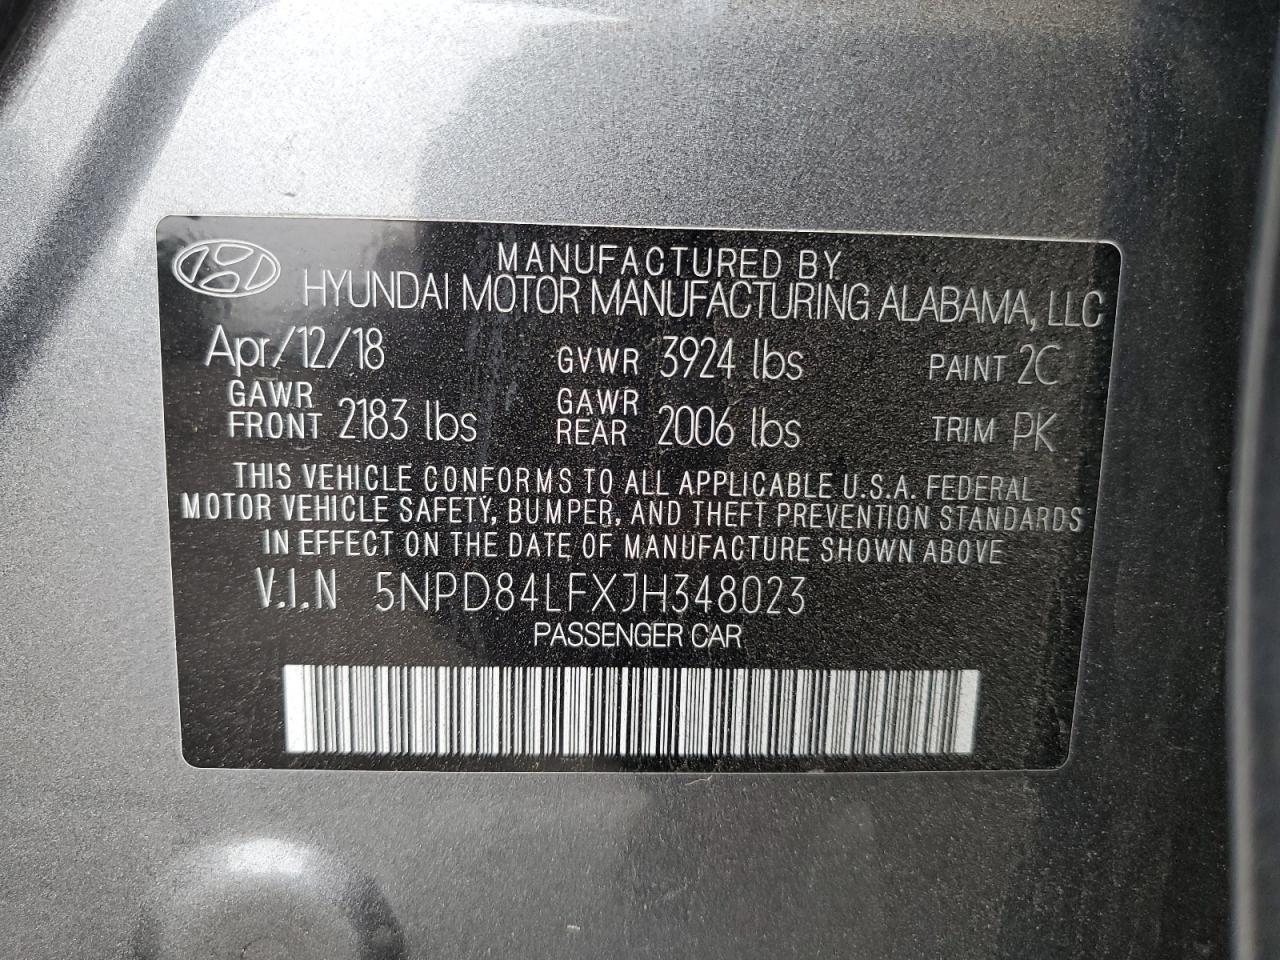 MANUFACTURED BY
HYUNDAI MOTOR MANUFACTURING ALABAMA, LLC
Apr/12/18 GVWR 3924 lbs PAINT 2C
GAWR FRONT 2183 lbs GAWR REAR 2006 lbs TRIM PK
THIS VEHICLE CONFORMS TO ALL APPLICABLE U.S.A. FEDERAL
MOTOR VEHICLE SAFETY, BUMPER, AND THEFT PREVENTION STANDARDS
IN EFFECT ON THE DATE OF MANUFACTURE SHOWN ABOVE
V.I.N 5NPD84LFXJH348023
PASSENGER CAR